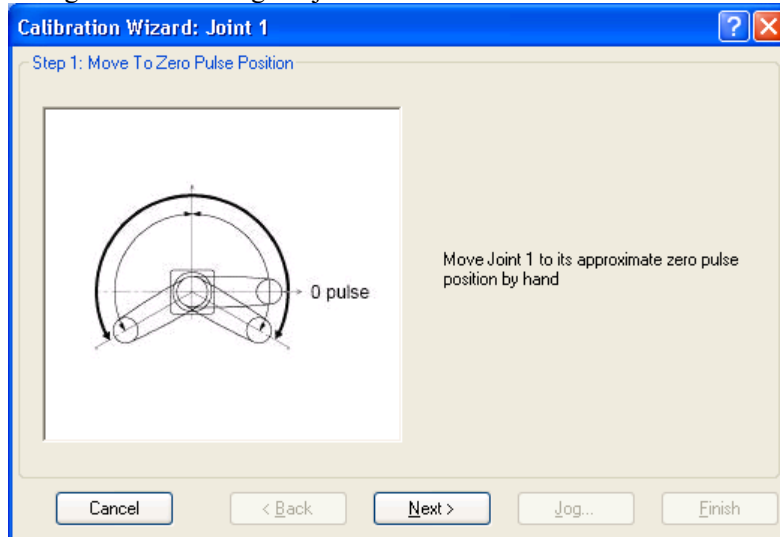 Calibration Wizard: Joint 1
Step 1: Move To Zero Pulse Position
0 pulse
Move Joint 1 to its approximate zero pulse
position by hand
Cancel
< Back
Next >
Jog...
Finish